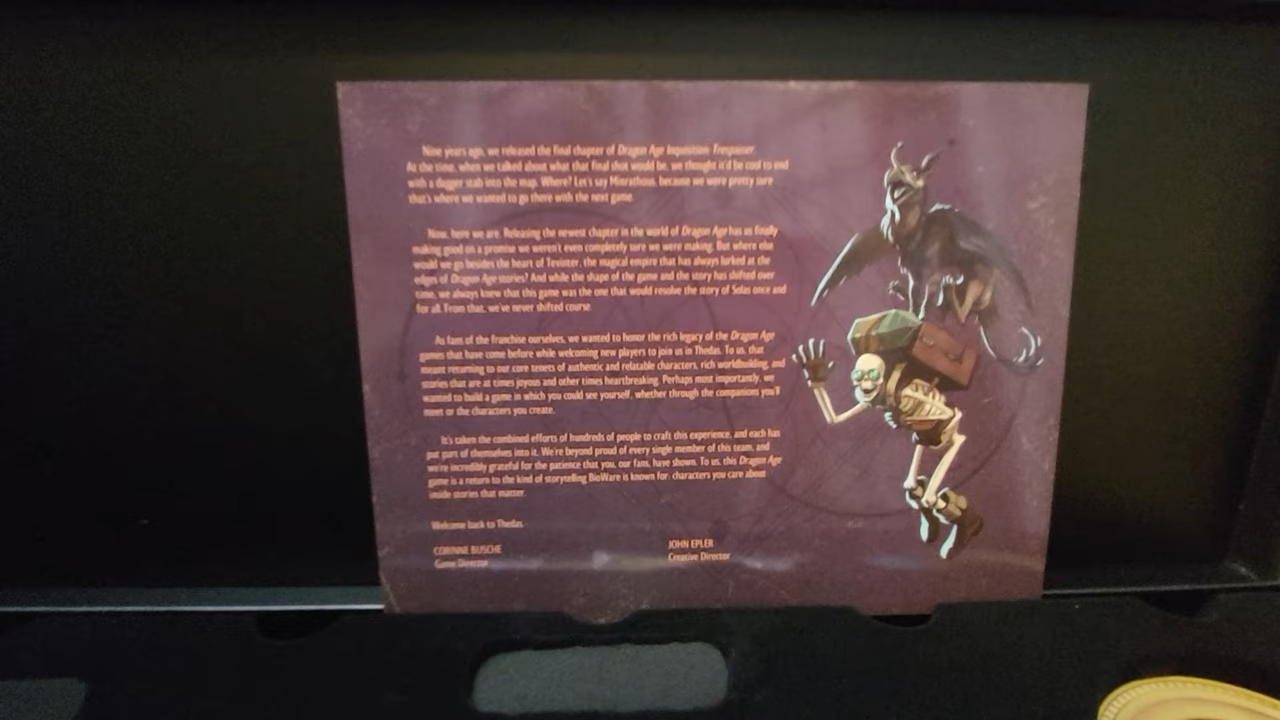 Nine years ago, we released the final chapter of Dragon Age Inquisition: Trespasser.
At the time, when we talked about what that final shot would be, we thought it'd be cool to end
with a dagger stab into the map. Where? Let's say Minrathous, because we were pretty sure
that's where we wanted to go there with the next game.
Now, here we are. Releasing the newest chapter in the world of Dragon Age has us finally
making good on a promise we weren't even completely sure we were making. But where else
would we go besides the heart of Tevinter, the magical empire that has always lurked at the
edges of Dragon Age stories? And while the shape of the game and the story has shifted over
time, we always knew that this game was the one that would resolve the story of Solas once and
for all. From that, we've never shifted course.
As fans of the franchise ourselves, we wanted to honor the rich legacy of the Dragon Age
games that have come before while welcoming new players to join us in Thedas. To us, that
meant returning to our core tenets of authentic and relatable characters, rich worldbuilding, and
stories that are at times joyous and other times heartbreaking. Perhaps most importantly, we
wanted to build a game in which you could see yourself, whether through the companions you'll
meet or the characters you create.
It's taken the combined efforts of hundreds of people to craft this experience, and each has
put part of themselves into it. We're beyond proud of every single member of this team, and
we're incredibly grateful for the patience that you, our fans, have shown. To us, this Dragon Age
game is a return to the kind of storytelling BioWare is known for: characters you care about
inside stories that matter.
Welcome back to Thedas.
CORINNE BUSCHE
Game Director
JOHN EPLER
Creative Director